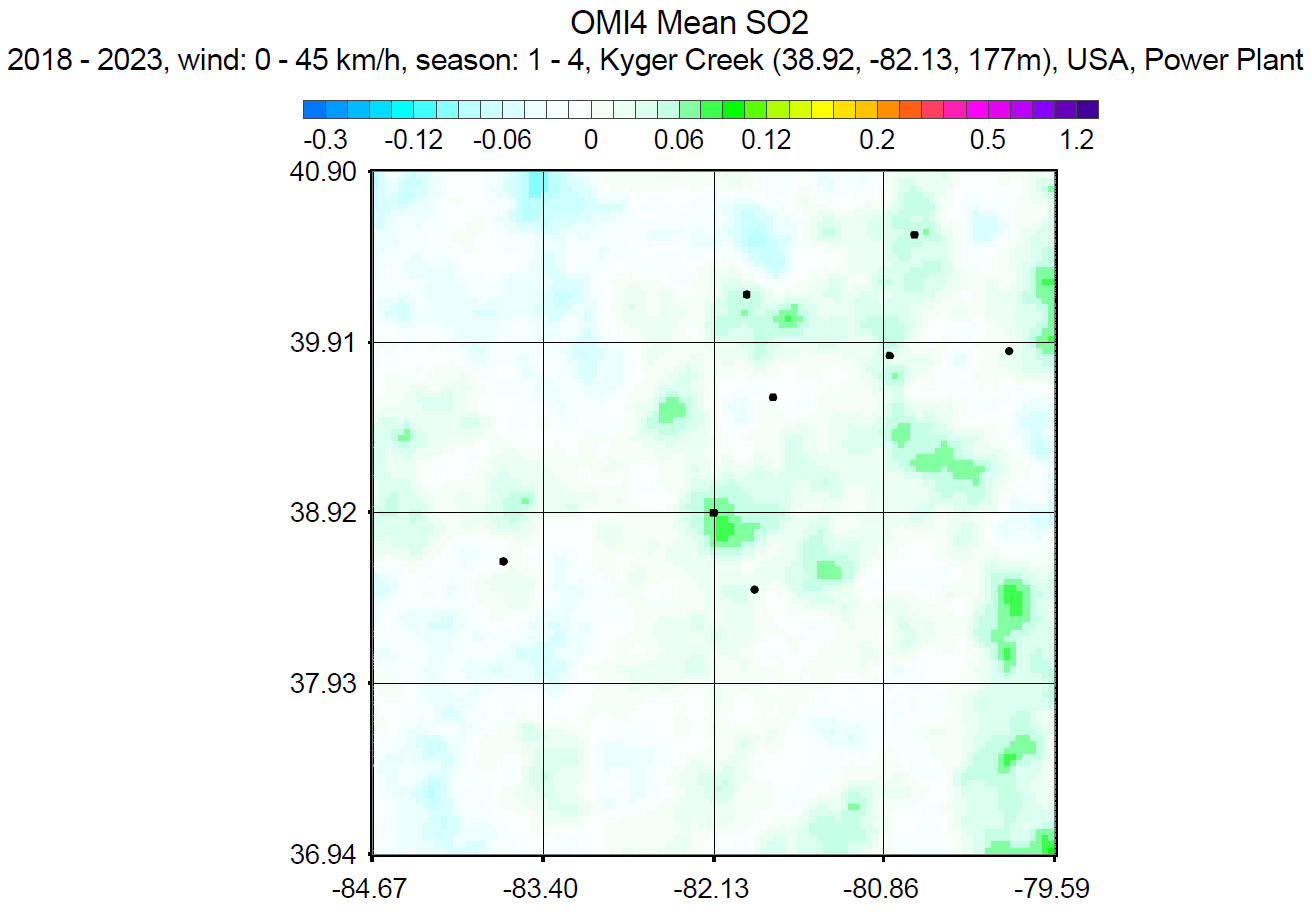 OMI4 Mean SO2
2018 - 2023, wind: 0 - 45 km/h, season: 1 - 4, Kyger Creek (38.92, -82.13, 177m), USA, Power Plant
-0.3 -0.12 -0.06 0 0.06 0.12 0.2 0.5 1.2
40.90
39.91
38.92
37.93
36.94
-84.67 -83.40 -82.13 -80.86 -79.59